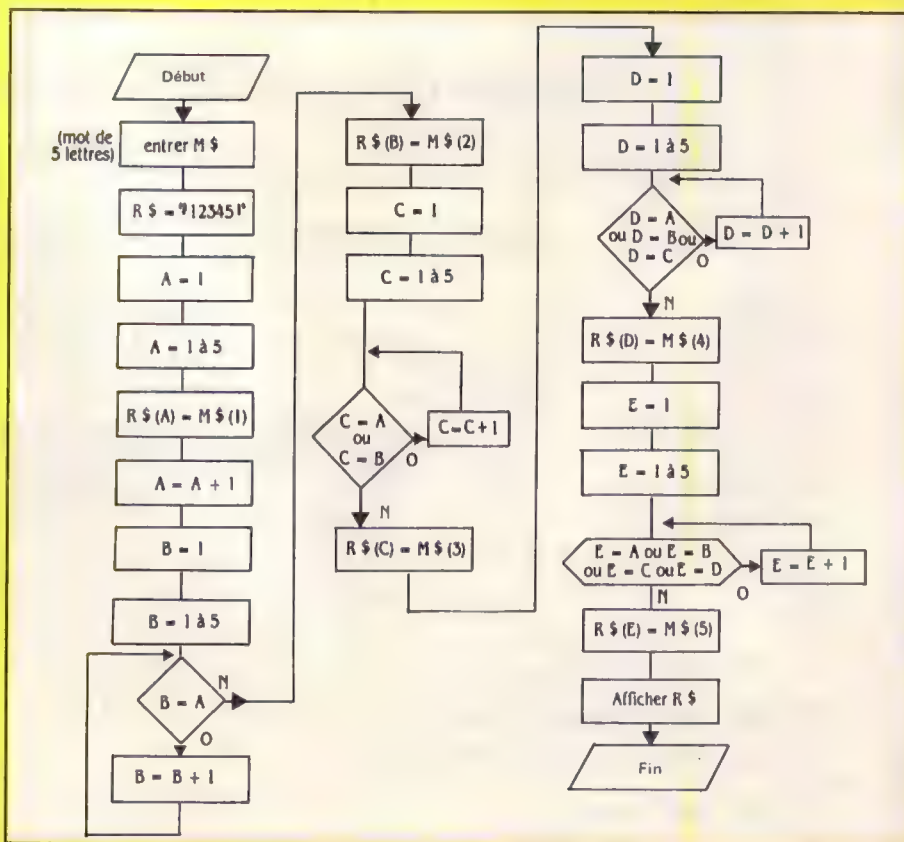 Début
(mot de
5 lettres)
entrer M $
R $ = "12345"
A = 1
A = 1 à 5
R $ (A) = M $ (1)
A = A + 1
B = 1
B = 1 à 5
B = A
N
O
B = B + 1
R $ (B) = M $ (2)
C = 1
C = 1 à 5
C = A
ou
C = B
O
C = C + 1
N
R $ (C) = M $ (3)
D = 1
D = 1 à 5
D = A
ou D = B ou
D = C
O
D = D + 1
N
R $ (D) = M $ (4)
E = 1
E = 1 à 5
E = A ou E = B
ou E = C ou E = D
O
E = E + 1
N
R $ (E) = M $ (5)
Afficher R $
Fin